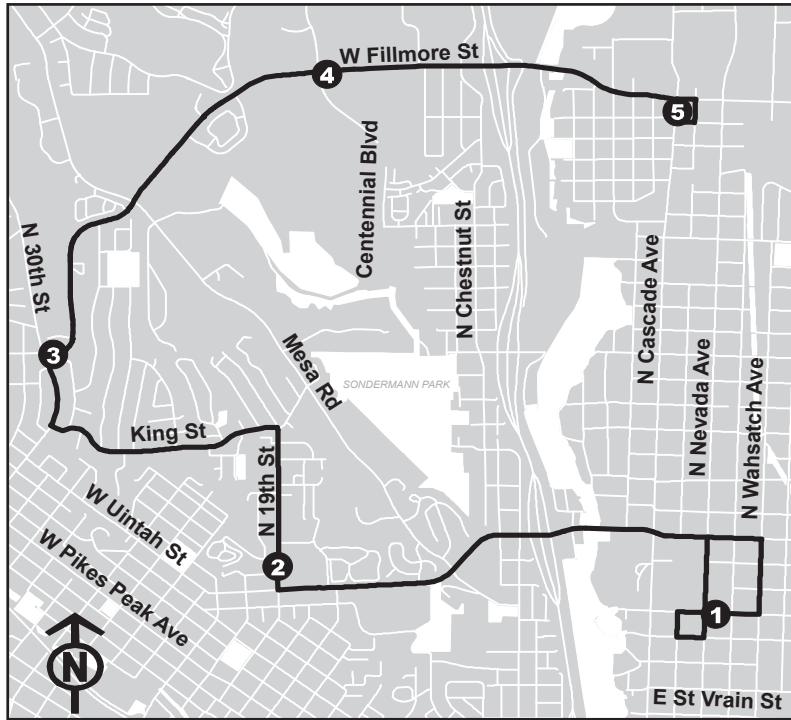 W Fillmore St
4
5
Centennial Blvd
N Chestnut St
N 30th St
N Cascade Ave
3
Mesa Rd
SONDERMANN PARK
N Nevada Ave
N Wahsatch Ave
King St
N 19th St
W Uintah St
W Pikes Peak Ave
2
1
N
E St Vrain St